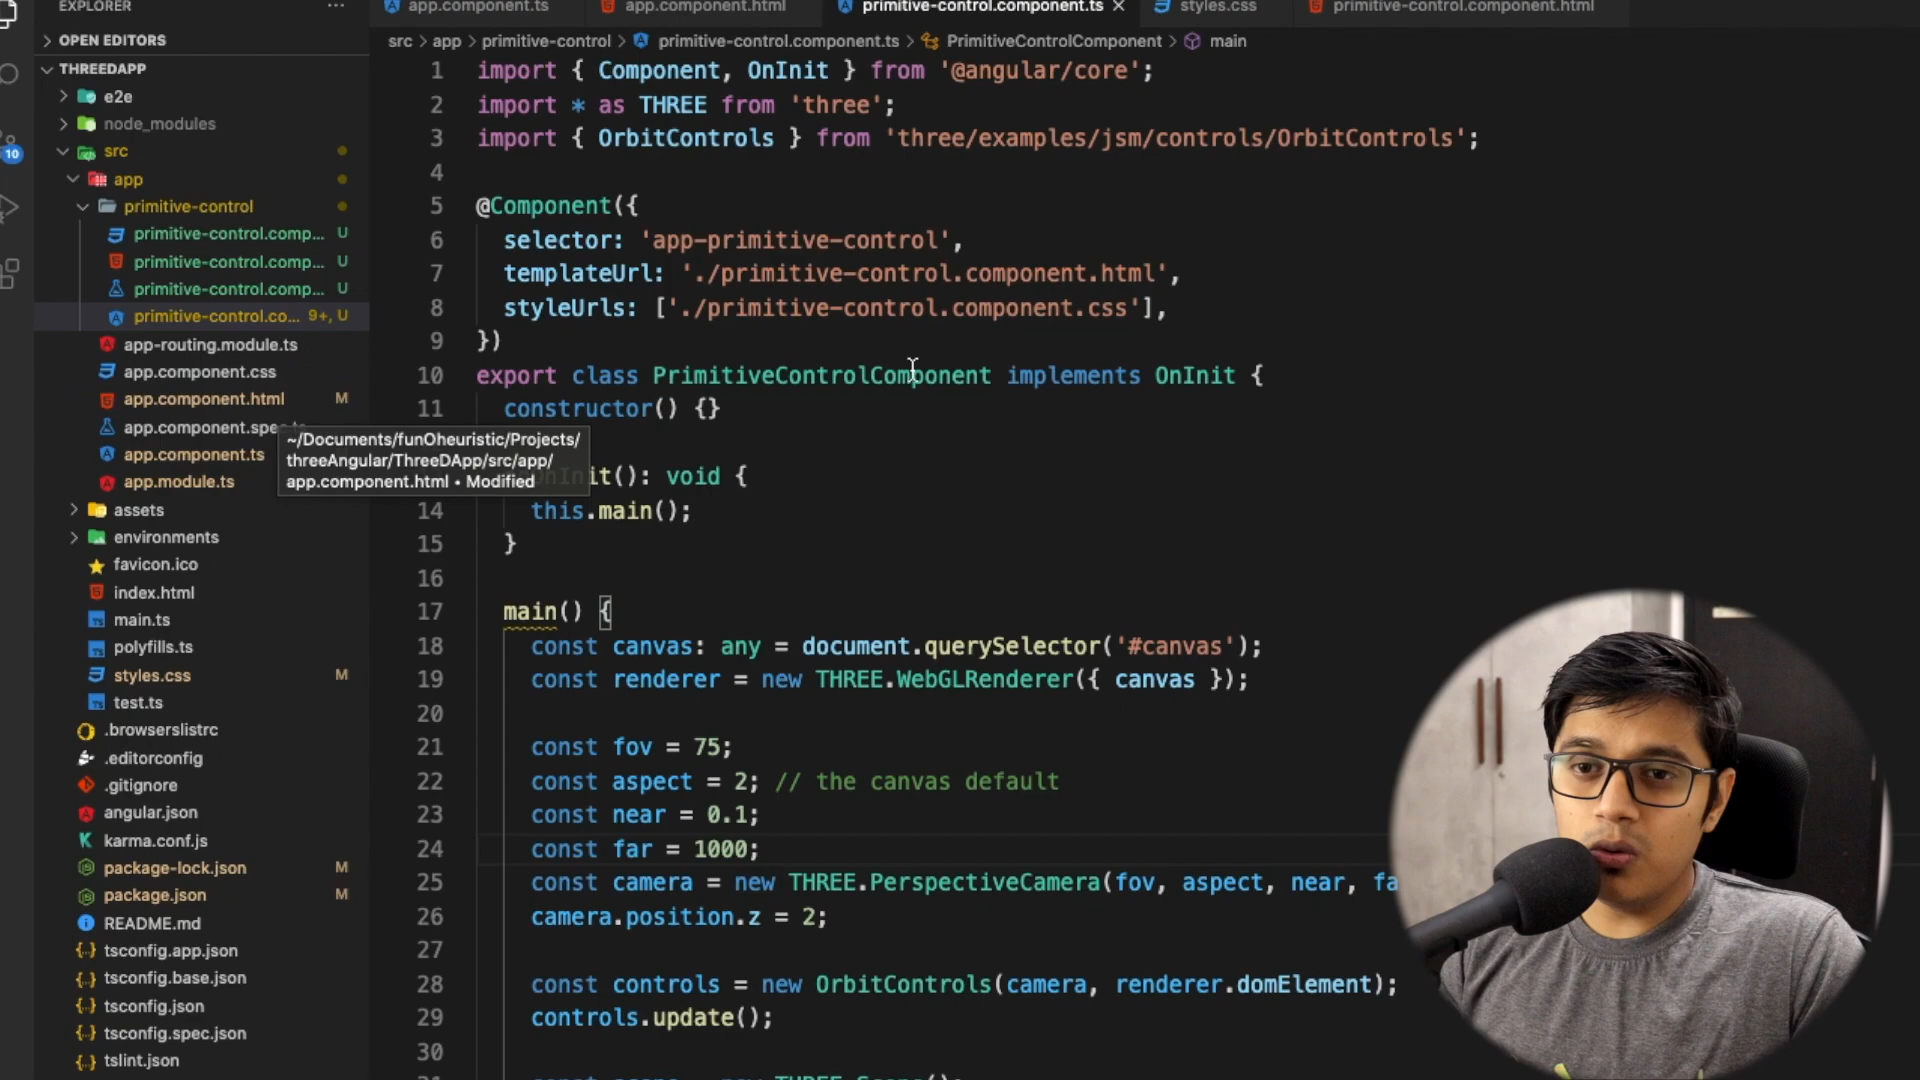 EXPLORER
...
app.component.ts
app.component.html
primitive-control.component.ts
styles.css
primitive-control.component.html
src > app > primitive-control > primitive-control.component.ts > PrimitiveControlComponent > main
OPEN EDITORS
THREEDAPP
e2e
node_modules
src
app
primitive-control
primitive-control.comp... U
primitive-control.comp... U
primitive-control.comp... U
primitive-control.co... 9+, U
app-routing.module.ts
app.component.css
app.component.html M
app.component.spec.ts
app.component.ts
app.module.ts
assets
environments
favicon.ico
index.html
main.ts
polyfills.ts
styles.css M
test.ts
.browserslistrc
.editorconfig
.gitignore
angular.json
karma.conf.js
package-lock.json M
package.json M
README.md
tsconfig.app.json
tsconfig.base.json
tsconfig.json
tsconfig.spec.json
tslint.json
10
~/Documents/funOheuristic/Projects/
threeAngular/ThreeDApp/src/app/
app.component.html • Modified
1 import { Component, OnInit } from '@angular/core';
2 import * as THREE from 'three';
3 import { OrbitControls } from 'three/examples/jsm/controls/OrbitControls';
4
5 @Component({
6 selector: 'app-primitive-control',
7 templateUrl: './primitive-control.component.html',
8 styleUrls: ['./primitive-control.component.css'],
9 })
10 export class PrimitiveControlComponent implements OnInit {
11 constructor() {}
nInit(): void {
14 this.main();
15 }
16
17 main() {
18 const canvas: any = document.querySelector('#canvas');
19 const renderer = new THREE.WebGLRenderer({ canvas });
20
21 const fov = 75;
22 const aspect = 2; // the canvas default
23 const near = 0.1;
24 const far = 1000;
25 const camera = new THREE.PerspectiveCamera(fov, aspect, near, fa
26 camera.position.z = 2;
27
28 const controls = new OrbitControls(camera, renderer.domElement);
29 controls.update();
30